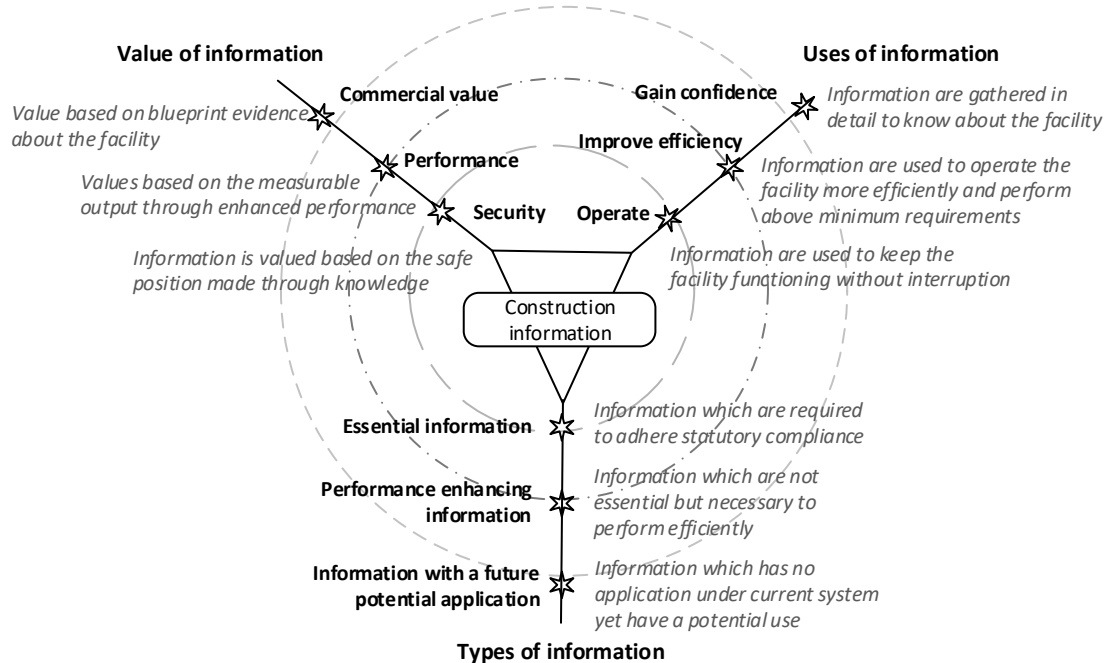 Value of information
Uses of information
Commercial value
Value based on blueprint evidence
about the facility
Gain confidence
Information are gathered in
detail to know about the facility
Performance
Values based on the measurable
output through enhanced performance
Improve efficiency
Information are used to operate the
facility more efficiently and perform
above minimum requirements
Security
Information is valued based on the safe
position made through knowledge
Operate
Information are used to keep the
facility functioning without interruption
Construction
information
Essential information
Information which are required
to adhere statutory compliance
Performance enhancing
information
Information which are not
essential but necessary to
perform efficiently
Information with a future
potential application
Information which has no
application under current system
yet have a potential use
Types of information